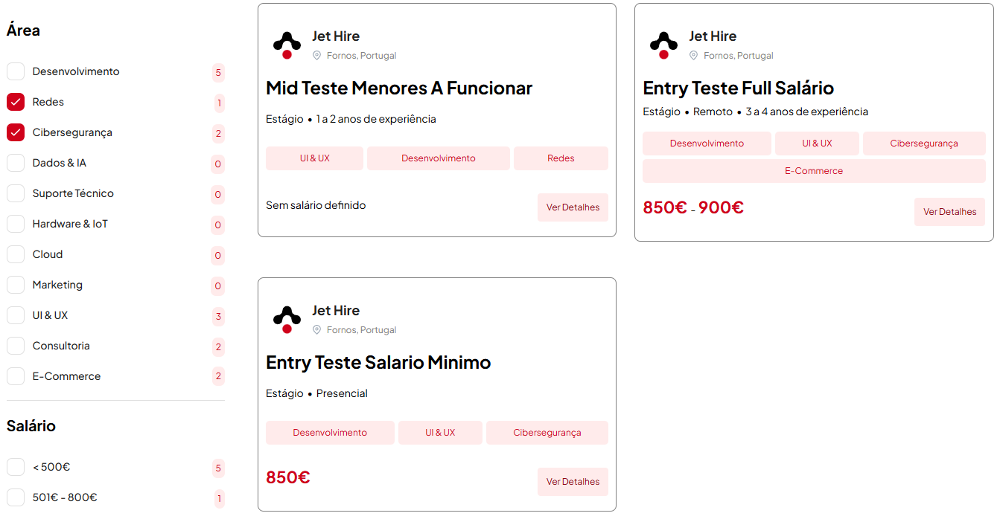 Área
Desenvolvimento 5
Redes 1
Cibersegurança 2
Dados & IA 0
Suporte Técnico 0
Hardware & IoT 0
Cloud 0
Marketing 0
UI & UX 3
Consultoria 2
E-Commerce 2
Salário
< 500€ 5
501€ - 800€ 1
Jet Hire
Fornos, Portugal
Mid Teste Menores A Funcionar
Estágio • 1 a 2 anos de experiência
UI & UX Desenvolvimento Redes
Sem salário definido Ver Detalhes
Jet Hire
Fornos, Portugal
Entry Teste Full Salário
Estágio • Remoto • 3 a 4 anos de experiência
Desenvolvimento UI & UX Cibersegurança
E-Commerce
850€ - 900€ Ver Detalhes
Jet Hire
Fornos, Portugal
Entry Teste Salario Minimo
Estágio • Presencial
Desenvolvimento UI & UX Cibersegurança
850€ Ver Detalhes